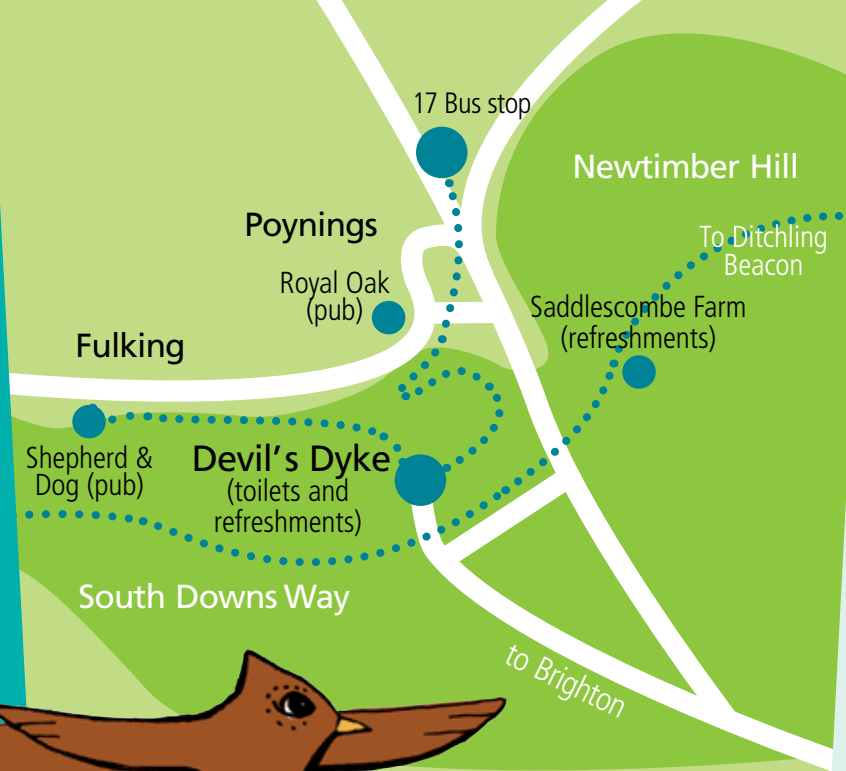 17 Bus stop
Newtimber Hill
Poynings
To Ditchling
Beacon
Royal Oak
(pub)
Saddlescombe Farm
(refreshments)
Fulking
Shepherd &
Dog (pub)
Devil's Dyke
(toilets and
refreshments)
South Downs Way
to Brighton